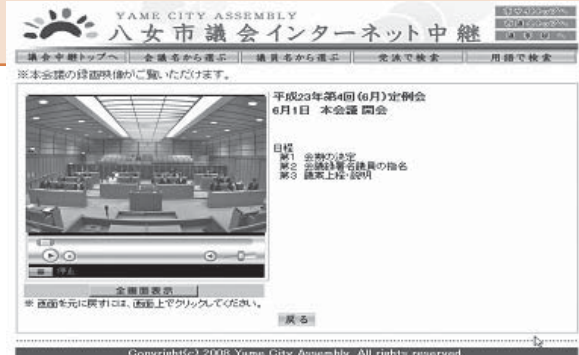 YAME CITY ASSEMBLY
八女市議会インターネット中継
議会中継トップへ 会議名から選ぶ 議員名から選ぶ 会派で検索 用語で検索
※本会議の録画映像がご覧いただけます。
平成23年第4回(6月)定例会
6月1日 本会議 開会
日程
第1 会期の決定
第2 会議録署名議員の指名
第3 議案上程・説明
停止
全画面表示
※ 画面を元に戻すには、画面上でクリックしてください。
戻る
Copyright(c) 2008 Yame City Assembly. All rights reserved.